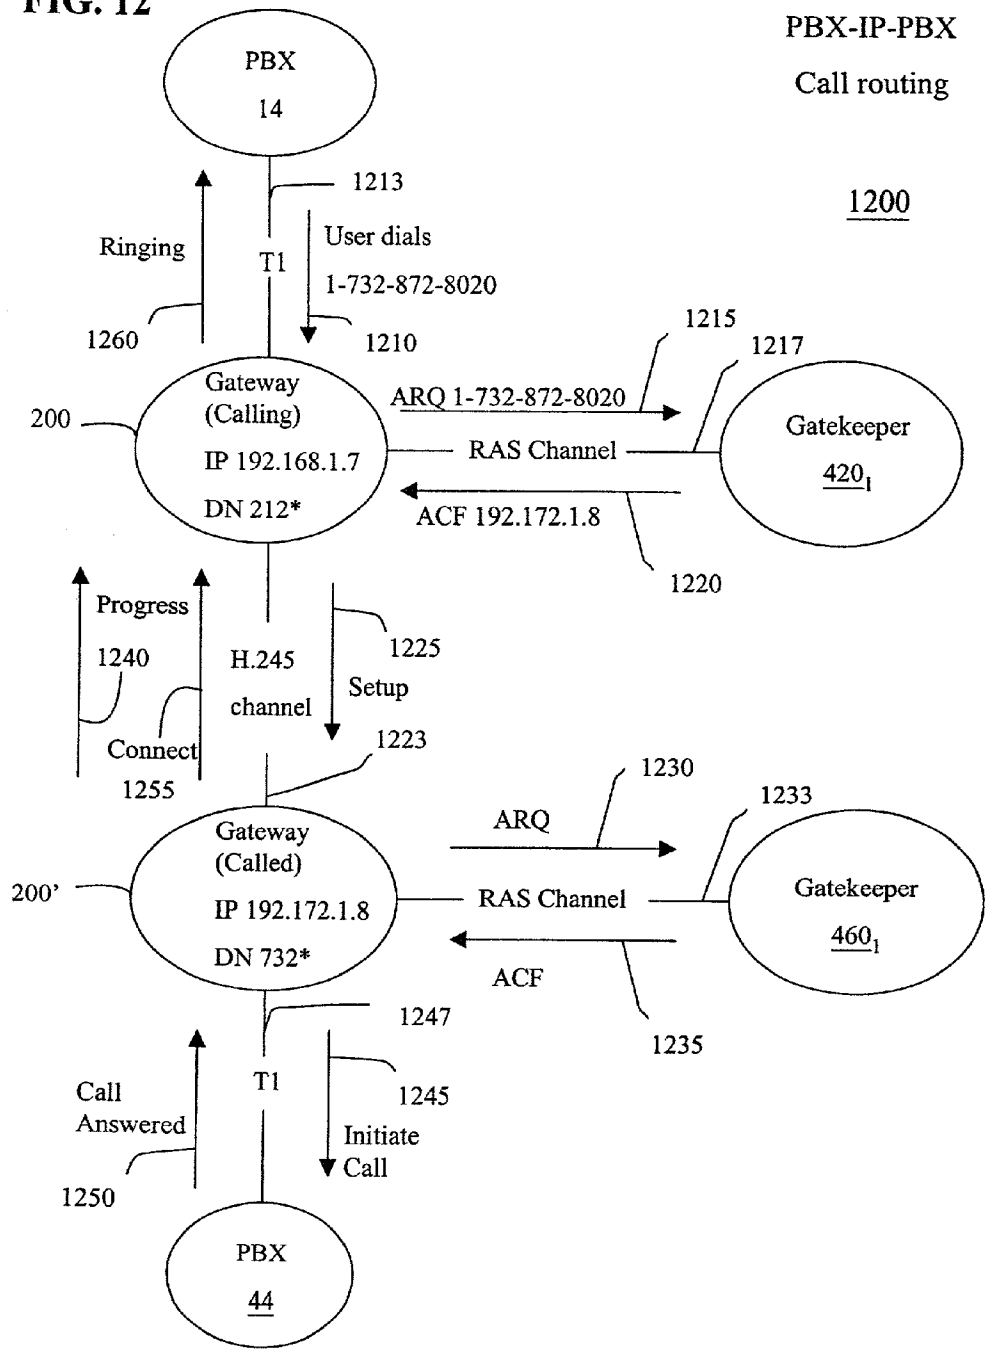 FIG. 12
PBX-IP-PBX
Call routing
1200
PBX
14
1213
Ringing
T1
User dials
1-732-872-8020
1260
1210
1215
1217
200
Gateway
(Calling)
IP 192.168.1.7
DN 212*
ARQ 1-732-872-8020
RAS Channel
ACF 192.172.1.8
Gatekeeper
420₁
1220
Progress
1240
H.245
channel
1225
Setup
Connect
1255
1223
1230
1233
200’
Gateway
(Called)
IP 192.172.1.8
DN 732*
ARQ
RAS Channel
ACF
Gatekeeper
460₁
1235
1247
T1
1245
Call
Answered
Initiate
Call
1250
PBX
44